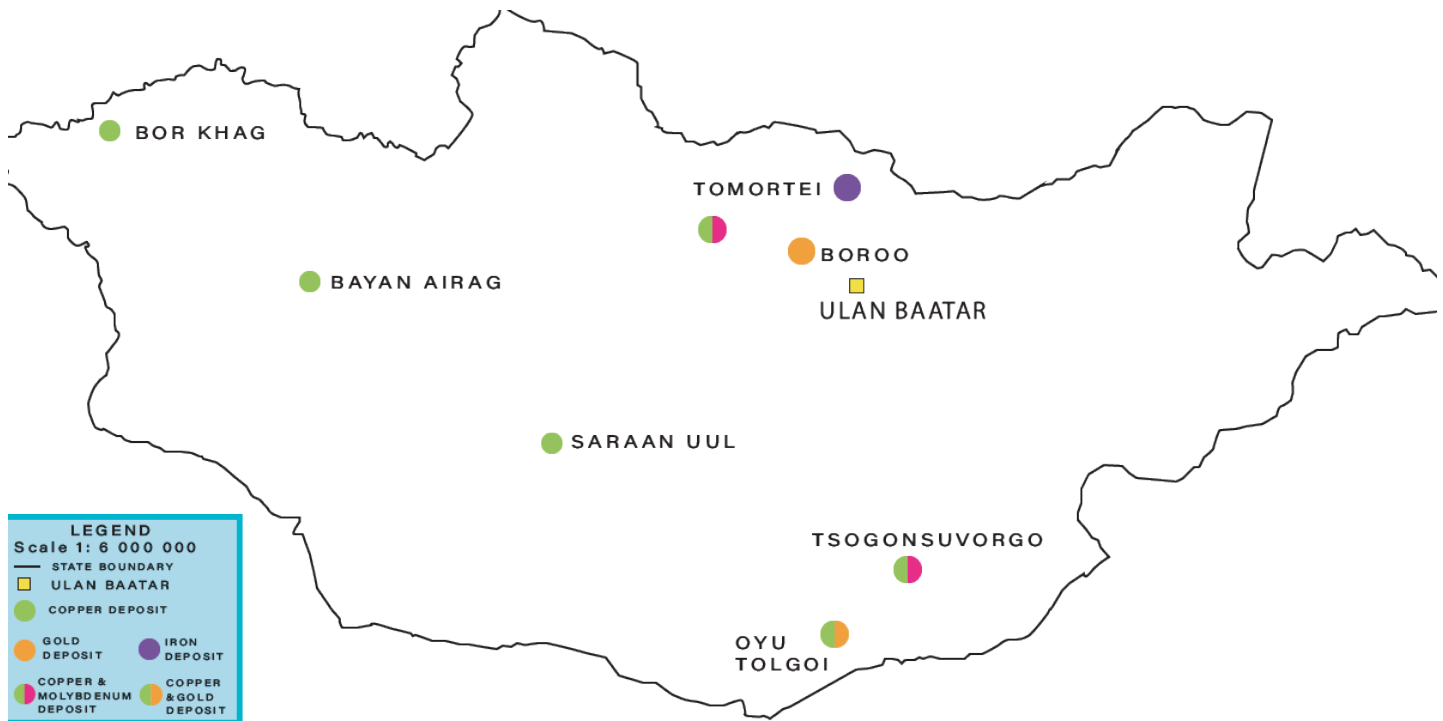 BOR KHAG
TOMORTEI
BOROO
BAYAN AIRAG
ULAN BAATAR
SARAAN UUL
TSOGONSUVORGO
OYU
TOLGOI
LEGEND
Scale 1: 6 000 000
STATE BOUNDARY
ULAN BAATAR
COPPER DEPOSIT
GOLD
DEPOSIT
IRON
DEPOSIT
COPPER &
MOLYBDENUM
DEPOSIT
COPPER
& GOLD
DEPOSIT